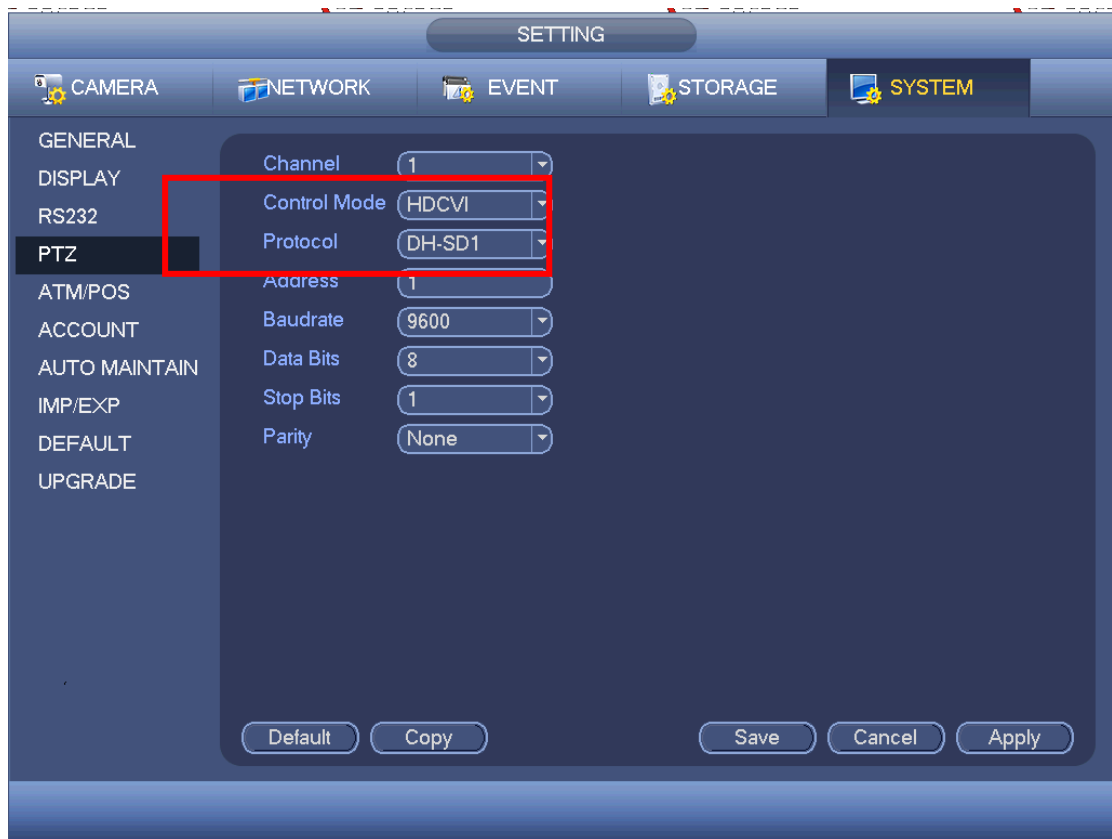 SETTING
CAMERA NETWORK EVENT STORAGE SYSTEM
GENERAL
DISPLAY
RS232
PTZ
ATM/POS
ACCOUNT
AUTO MAINTAIN
IMP/EXP
DEFAULT
UPGRADE
Channel 1
Control Mode HDCVI
Protocol DH-SD1
Address 1
Baudrate 9600
Data Bits 8
Stop Bits 1
Parity None
Default Copy Save Cancel Apply